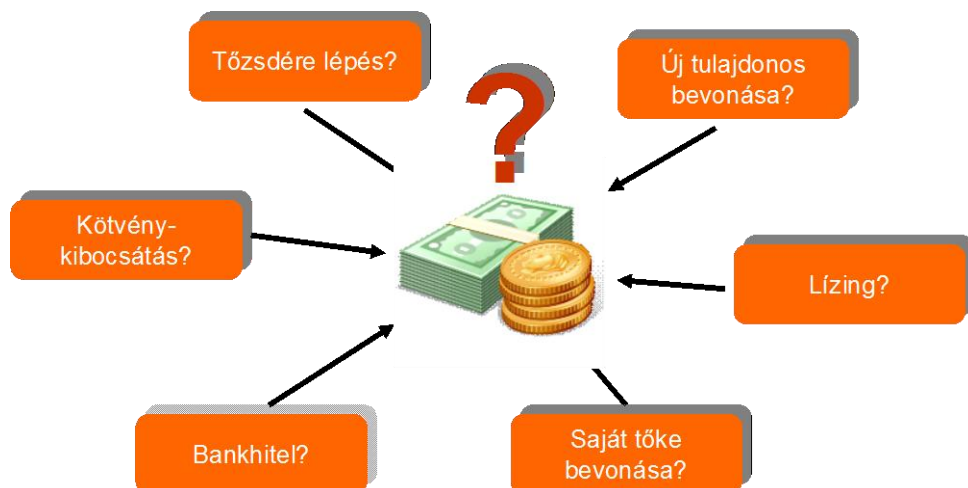 Tőzsdére lépés?
?
Új tulajdonos
bevonása?
Kötvény-
kibocsátás?
Lízing?
Bankhitel?
Saját tőke
bevonása?